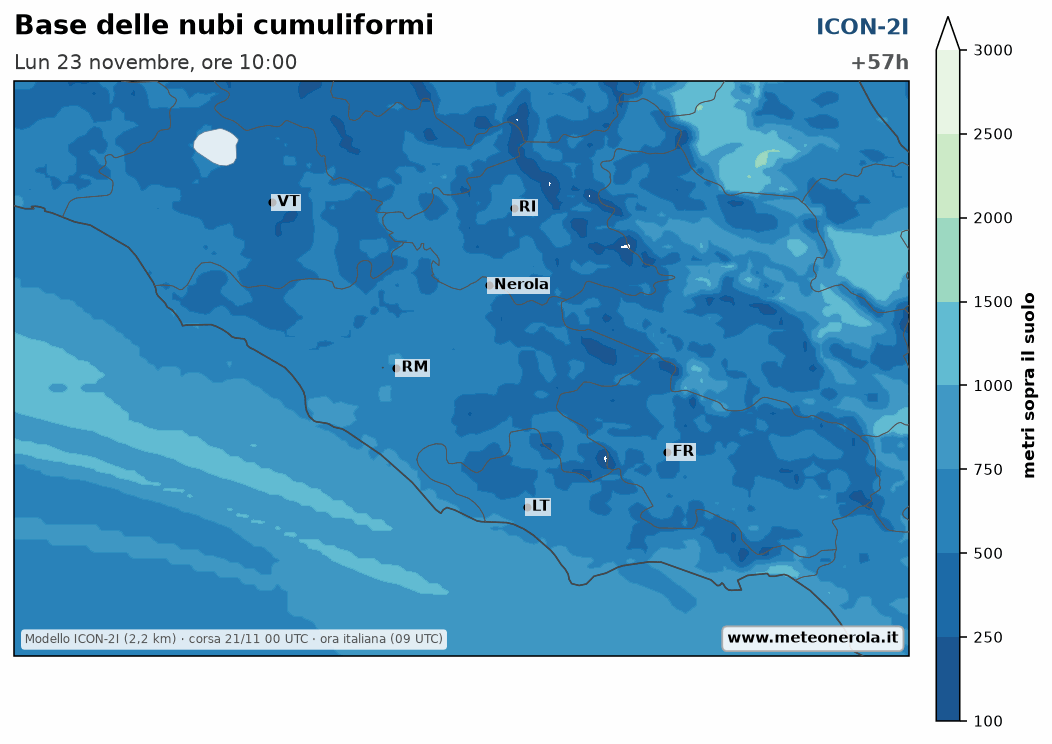 Base delle nubi cumuliformi
ICON-2I
Lun 23 novembre, ore 10:00
+57h
3000
2500
2000
1500
1000
750
500
250
100
metri sopra il suolo
VT
RI
Nerola
RM
FR
LT
Modello ICON-2I (2,2 km) · corsa 21/11 00 UTC · ora italiana (09 UTC)
www.meteonerola.it